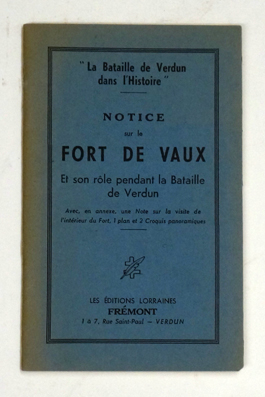 " La Bataille de Verdun
dans l'Histoire "
NOTICE
sur le
FORT DE VAUX
Et son rôle pendant la Bataille
de Verdun
Avec, en annexe, une Note sur la visite de
l'intérieur du Fort, 1 plan et 2 Croquis panoramiques
LES ÉDITIONS LORRAINES
FRÉMONT
1 à 7, Rue Saint-Paul — VERDUN